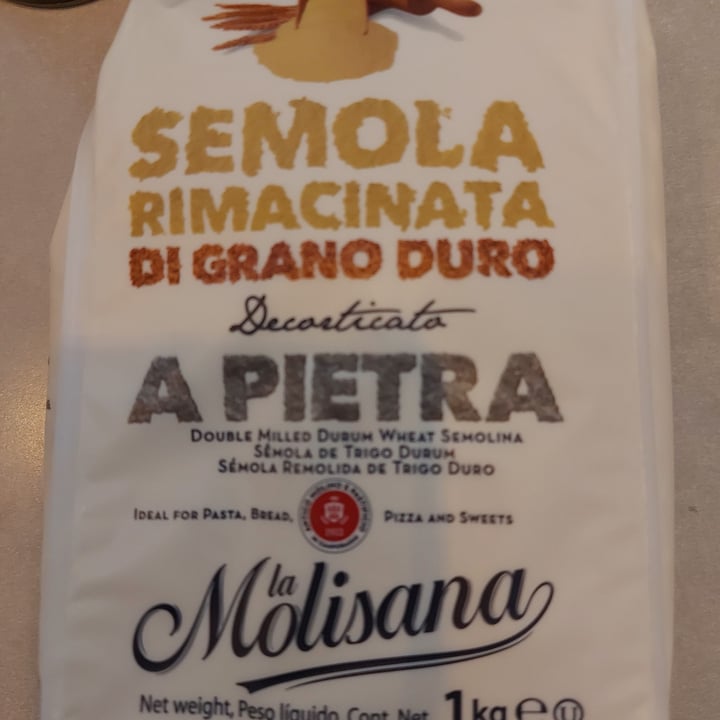 SEMOLA
RIMACINATA
DI GRANO DURO
Decorticato
A PIETRA
DOUBLE MILLED DURUM WHEAT SEMOLINA
SÊMOLA DE TRIGO DURUM
SÉMOLA REMOLIDA DE TRIGO DURO
IDEAL FOR PASTA, BREAD, PIZZA AND SWEETS
la
Molisana
Net weight, Peso líquido, Cont. Net. 1kg ℮ U